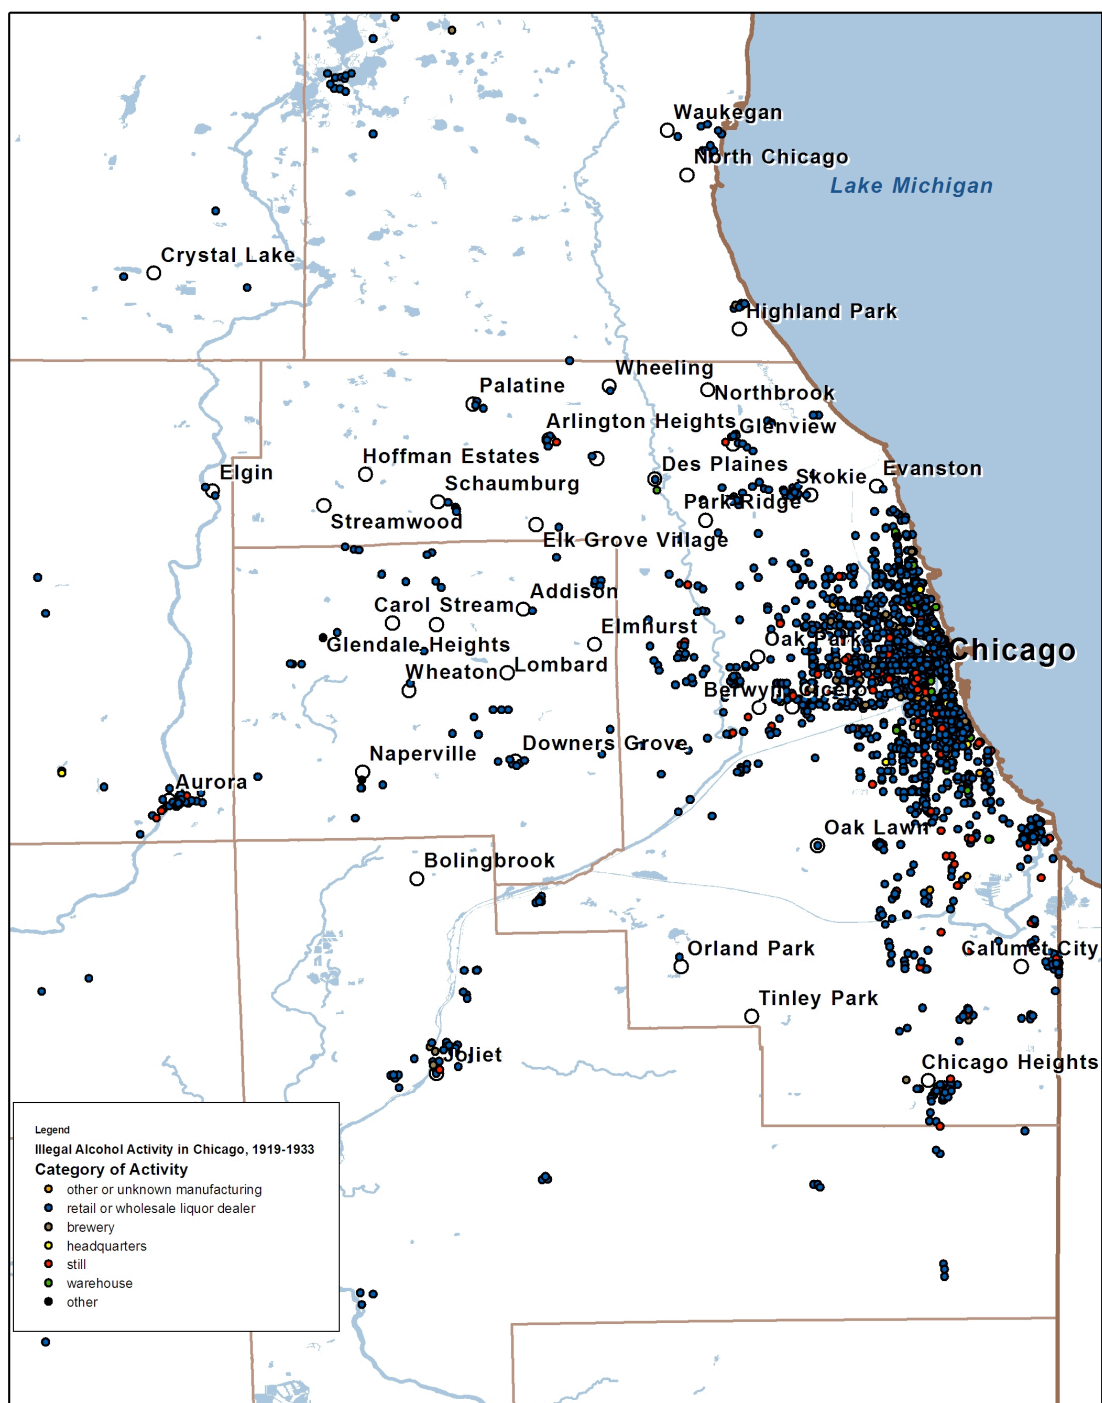 Waukegan
North Chicago
Lake Michigan
Crystal Lake
Highland Park
Wheeling
Palatine
Northbrook
Arlington Heights
Glenview
Hoffman Estates
Des Plaines
Elgin
Schaumburg
Skokie
Evanston
Park Ridge
Streamwood
Elk Grove Village
Addison
Carol Stream
Elmhurst
Oak Park
Glendale Heights
Chicago
Lombard
Wheaton
Berwyn
Cicero
Downers Grove
Naperville
Aurora
Oak Lawn
Bolingbrook
Orland Park
Calumet City
Tinley Park
Joliet
Chicago Heights
Legend
Illegal Alcohol Activity in Chicago, 1919-1933
Category of Activity
other or unknown manufacturing
retail or wholesale liquor dealer
brewery
headquarters
still
warehouse
other